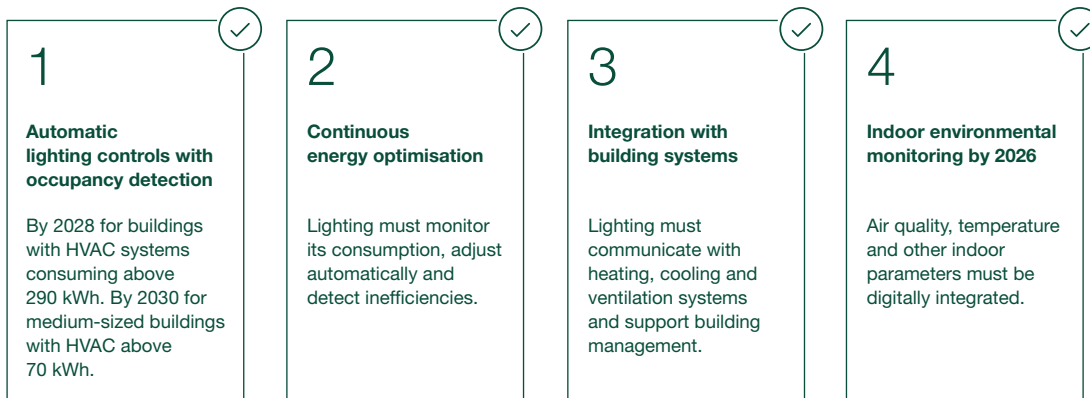 1
Automatic
lighting controls with
occupancy detection
By 2028 for buildings
with HVAC systems
consuming above
290 kWh. By 2030 for
medium-sized buildings
with HVAC above
70 kWh.
2
Continuous
energy optimisation
Lighting must monitor
its consumption, adjust
automatically and
detect inefficiencies.
3
Integration with
building systems
Lighting must
communicate with
heating, cooling and
ventilation systems
and support building
management.
4
Indoor environmental
monitoring by 2026
Air quality, temperature
and other indoor
parameters must be
digitally integrated.